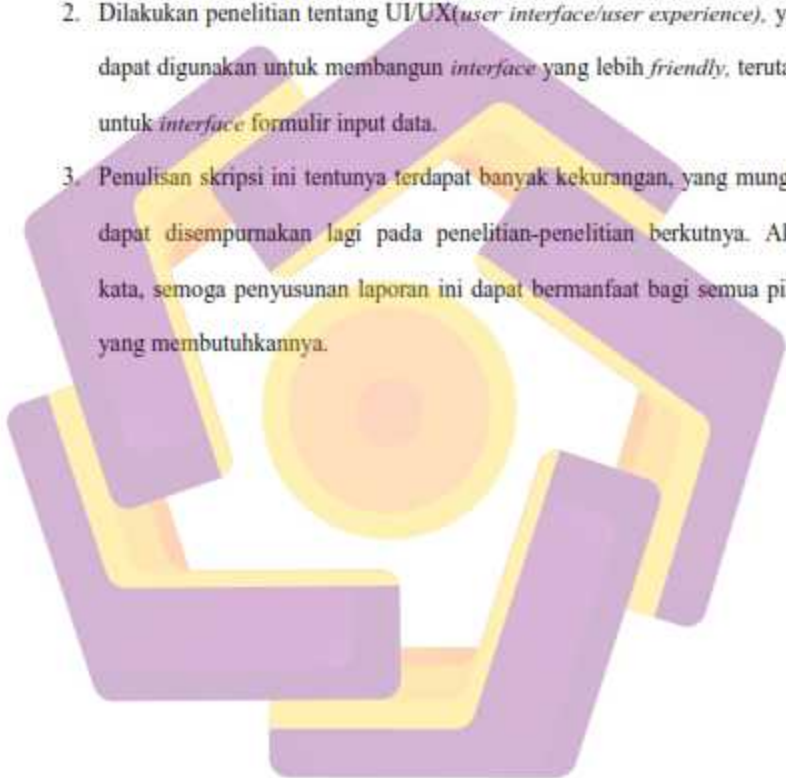 2. Dilakukan penelitian tentang UI/UX(user interface/user experience), y
dapat digunakan untuk membangun interface yang lebih friendly, teruta
untuk interface formulir input data.
3. Penulisan skripsi ini tentunya terdapat banyak kekurangan, yang mung
dapat disempurnakan lagi pada penelitian-penelitian berkutnya. Al
kata, semoga penyusunan laporan ini dapat bermanfaat bagi semua pi
yang membutuhkannya.